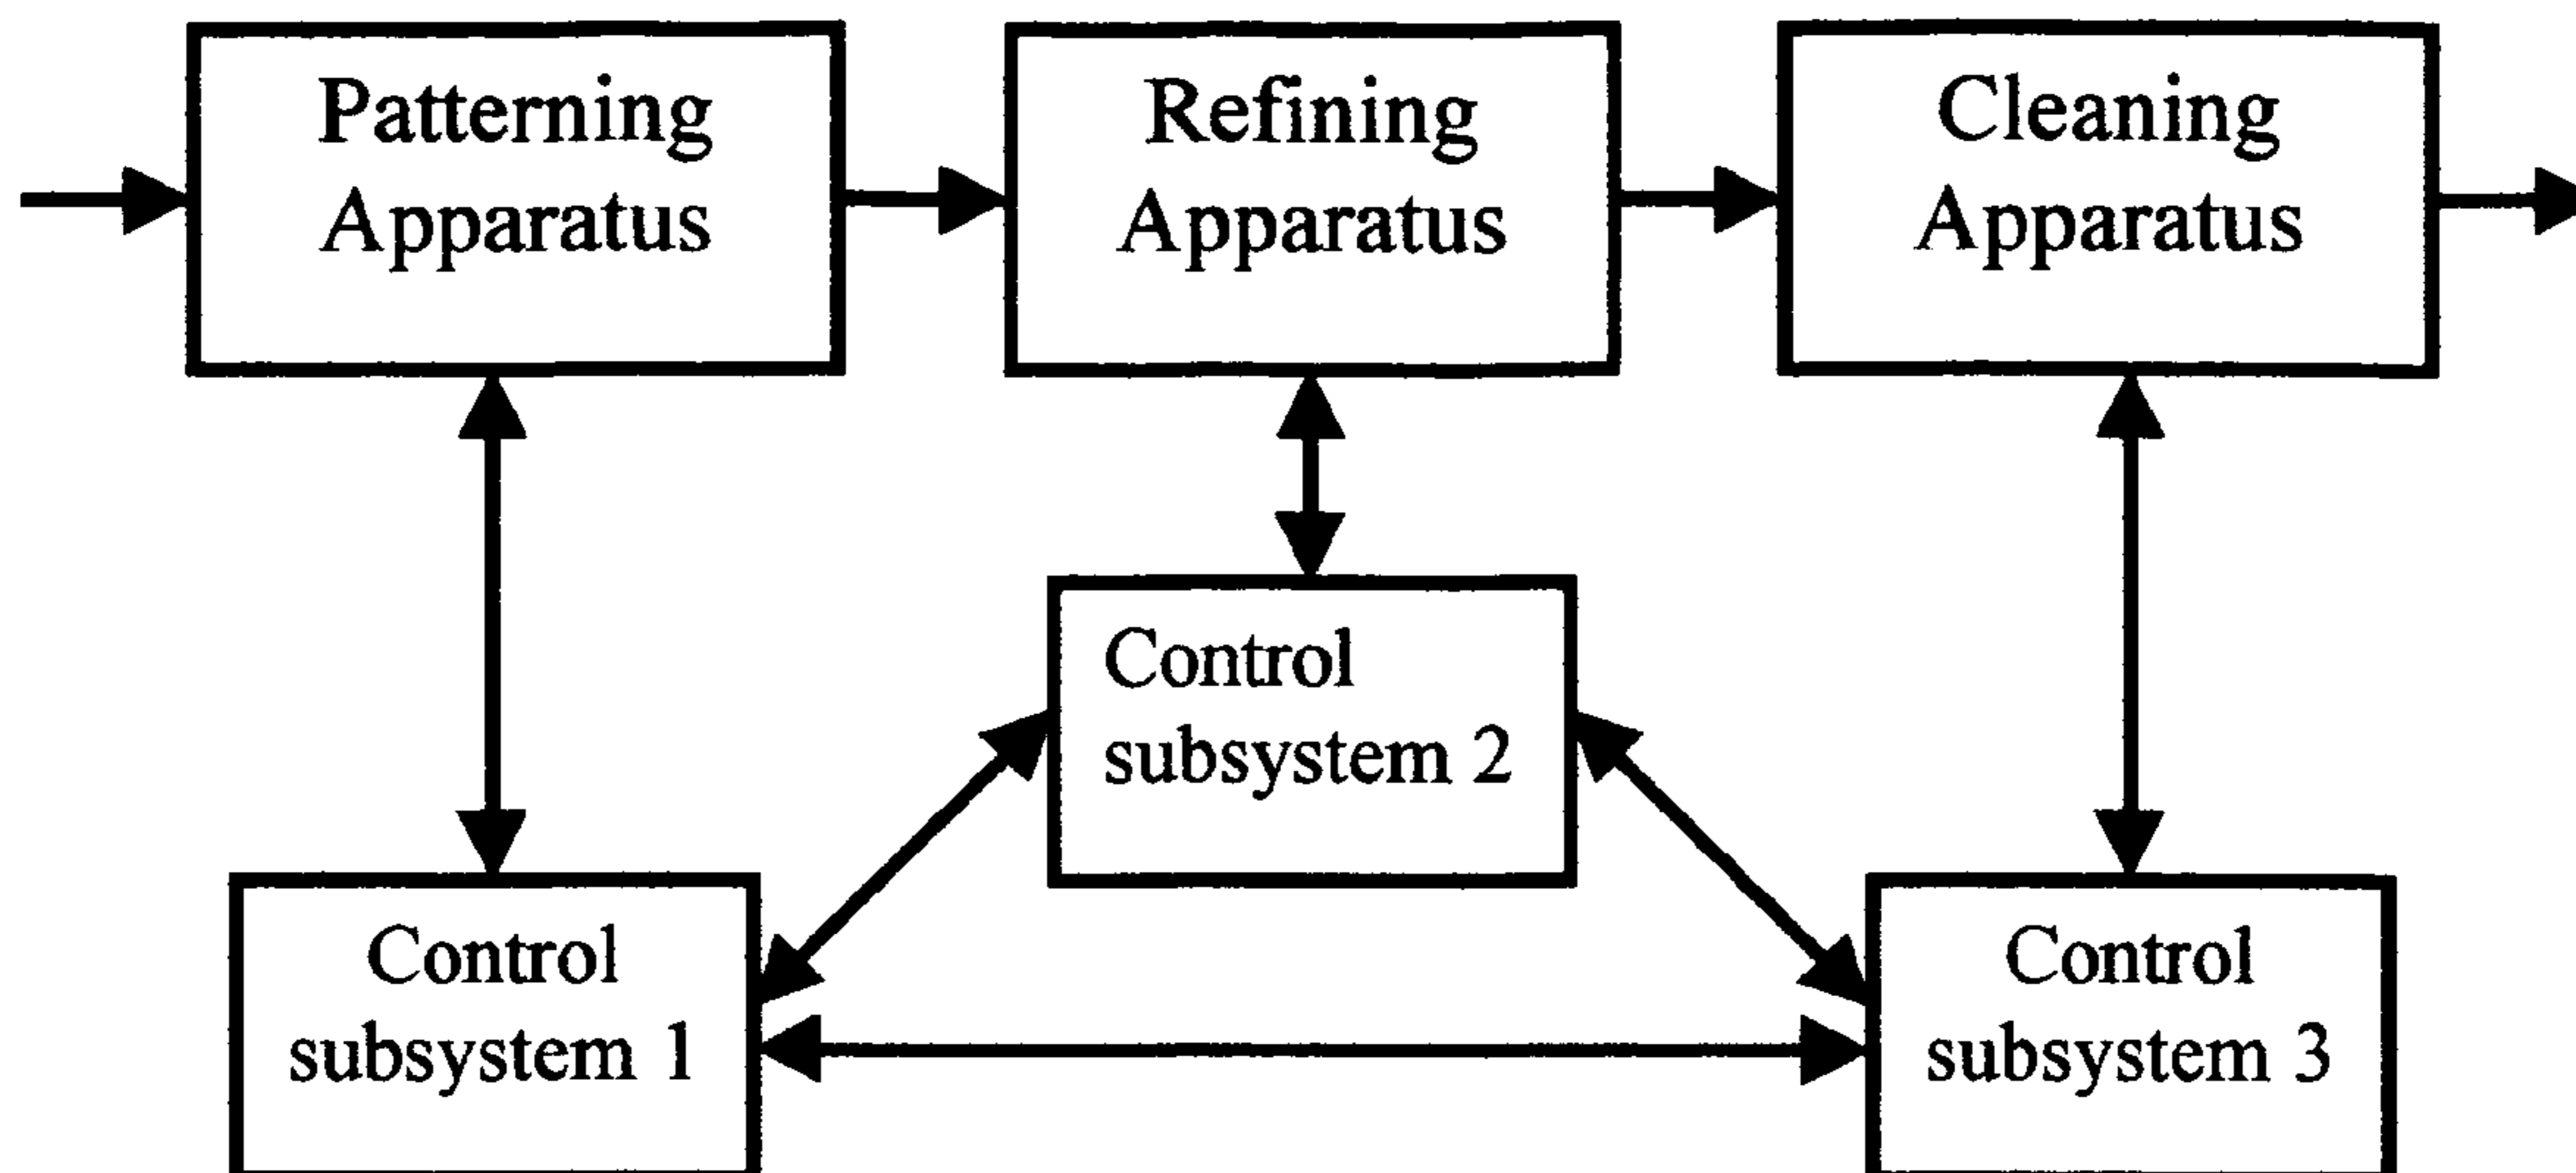 Patterning
Apparatus
Refining
Apparatus
Cleaning
Apparatus
Control
subsystem 2
Control
subsystem 1
Control
subsystem 3